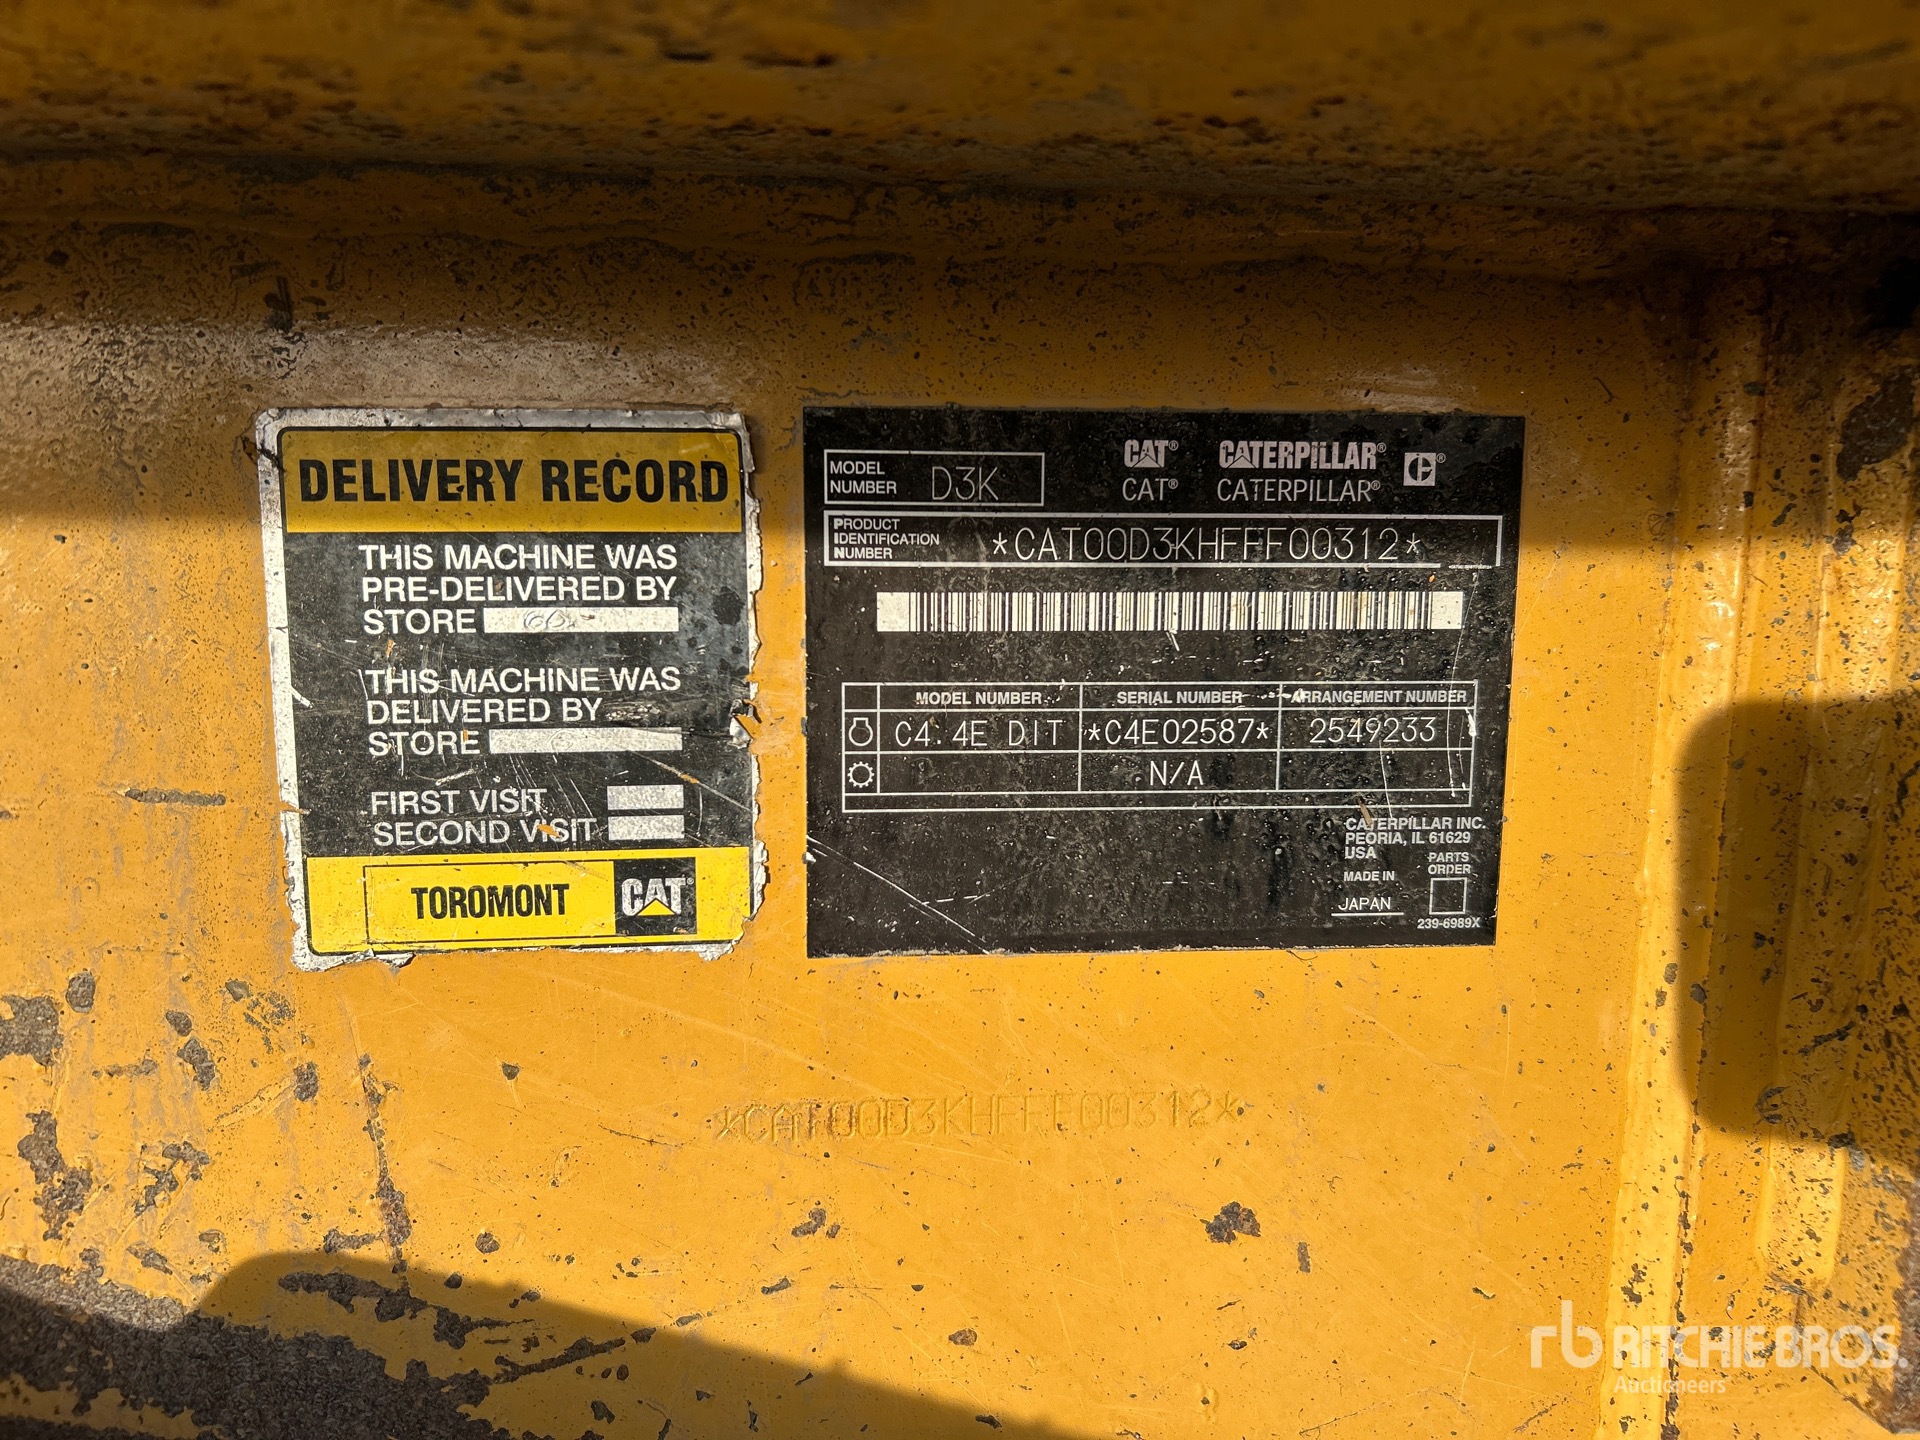 DELIVERY RECORD
THIS MACHINE WAS
PRE-DELIVERED BY
STORE
THIS MACHINE WAS
DELIVERED BY
STORE
FIRST VISIT
SECOND VISIT
TOROMONT CAT®
MODEL NUMBER D3K
CAT® CATERPILLAR® ®
CAT® CATERPILLAR®
PRODUCT IDENTIFICATION NUMBER *CAT00D3KHFFF00312*
MODEL NUMBER SERIAL NUMBER ARRANGEMENT NUMBER
C4.4E DIT *C4E02587* 2549233
N/A
CATERPILLAR INC.
PEORIA, IL 61629
USA
PARTS ORDER
MADE IN
JAPAN
239-6989X
*CAT00D3KHFFF00312*
rb RITCHIE BROS.
Auctioneers